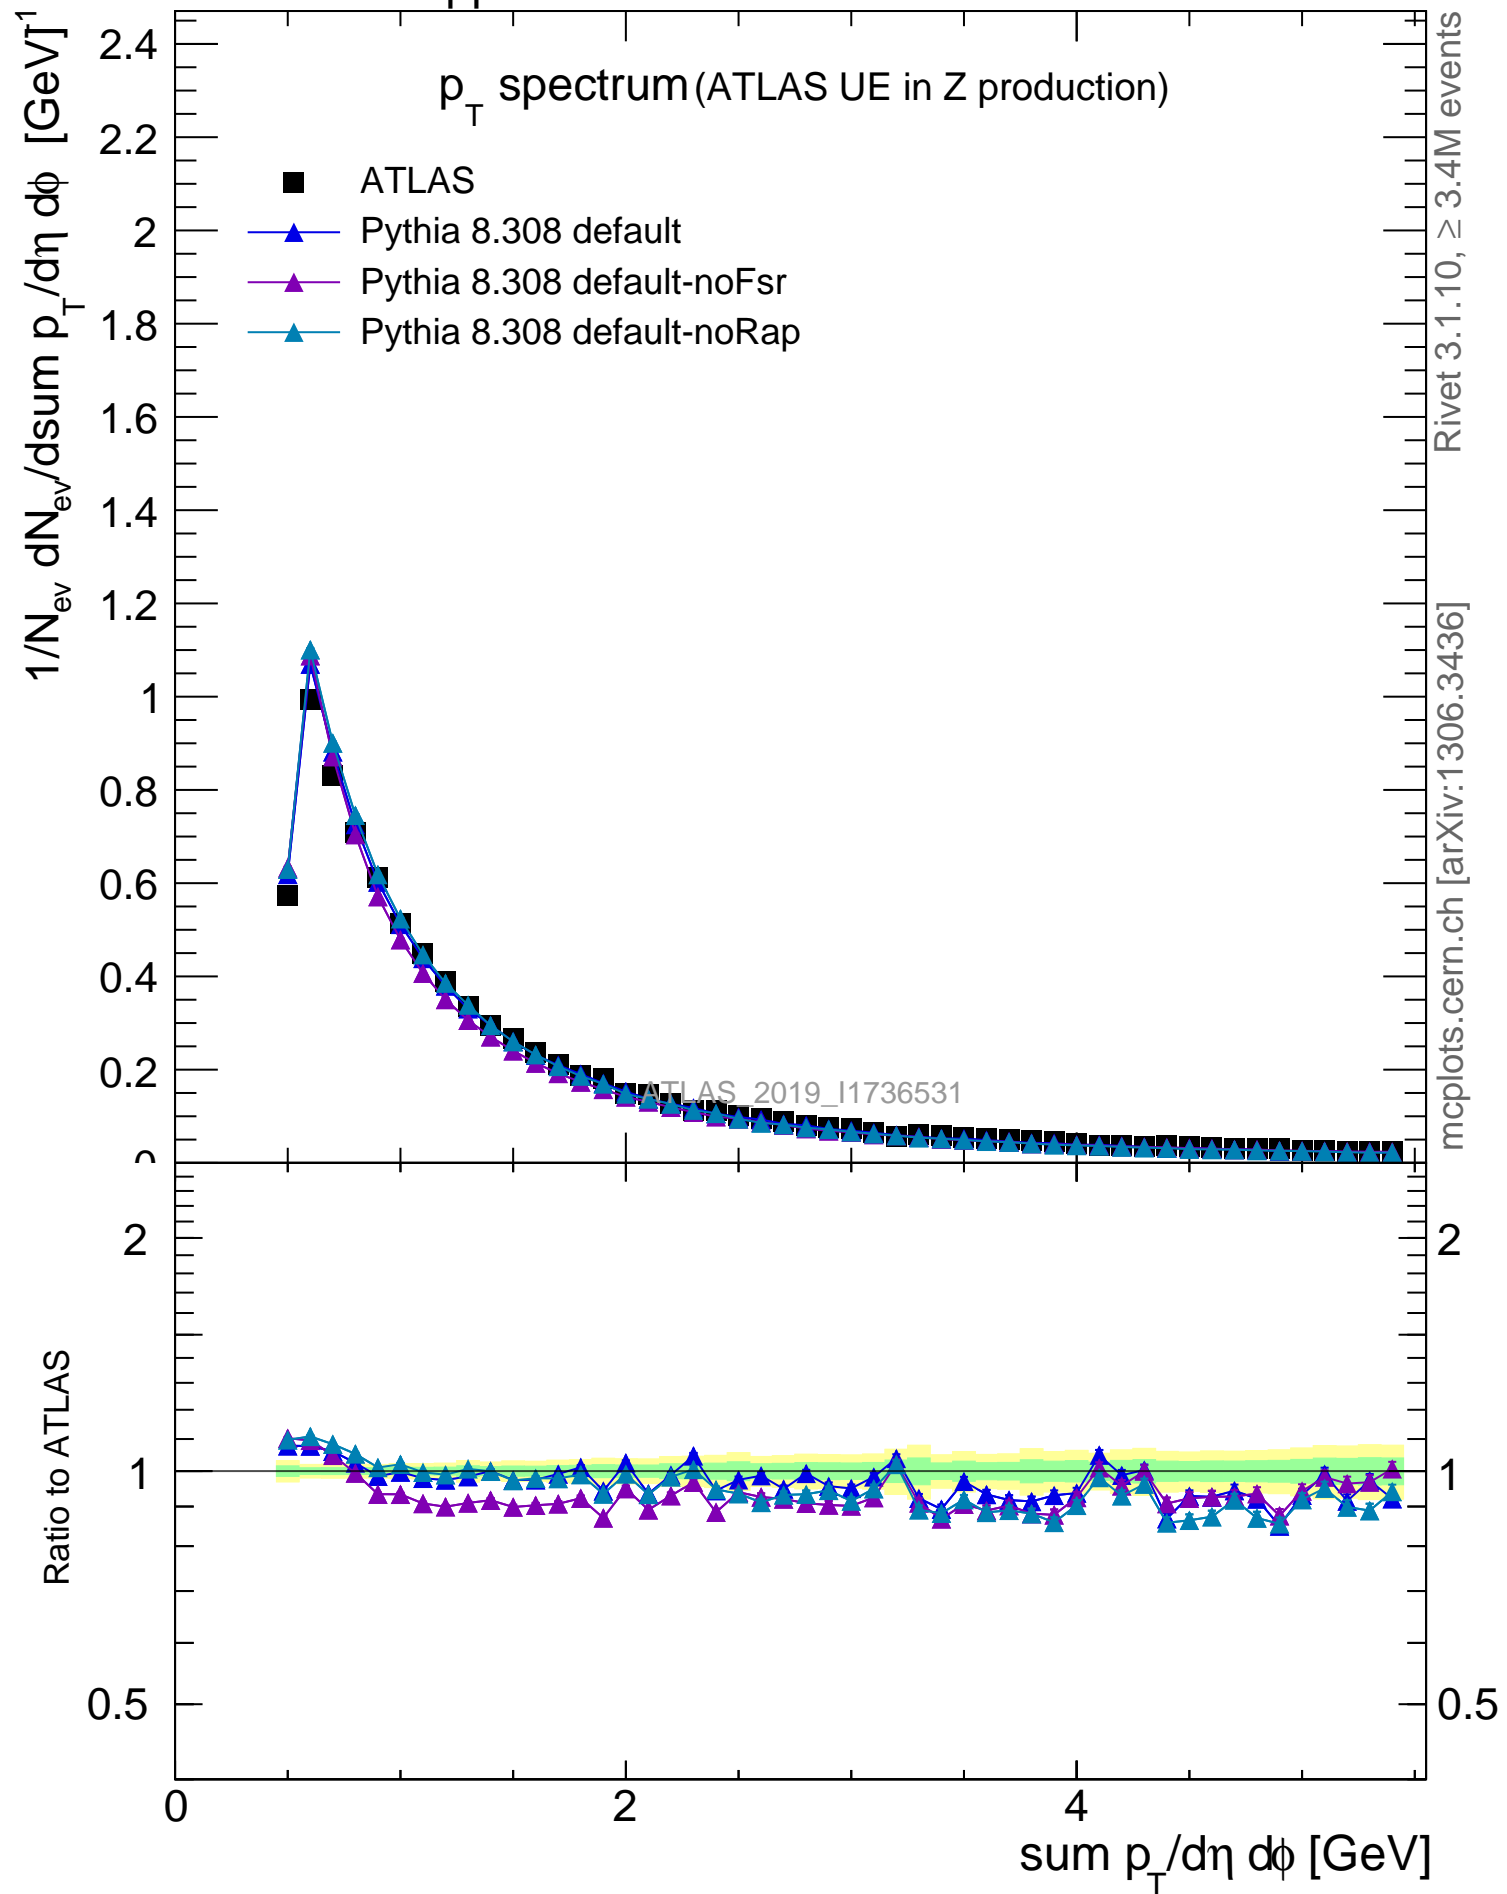 pp
p_T spectrum (ATLAS UE in Z production)
ATLAS
Pythia 8.308 default
Pythia 8.308 default-noFsr
Pythia 8.308 default-noRap
1/N_ev dN_ev/dsum p_T/dη dφ [GeV]^-1
2.4
2.2
2
1.8
1.6
1.4
1.2
1
0.8
0.6
0.4
0.2
0
ATLAS_2019_I1736531
Rivet 3.1.10, ≥ 3.4M events
mcplots.cern.ch [arXiv:1306.3436]
Ratio to ATLAS
2
1
0.5
2
1
0.5
0
2
4
sum p_T/dη dφ [GeV]